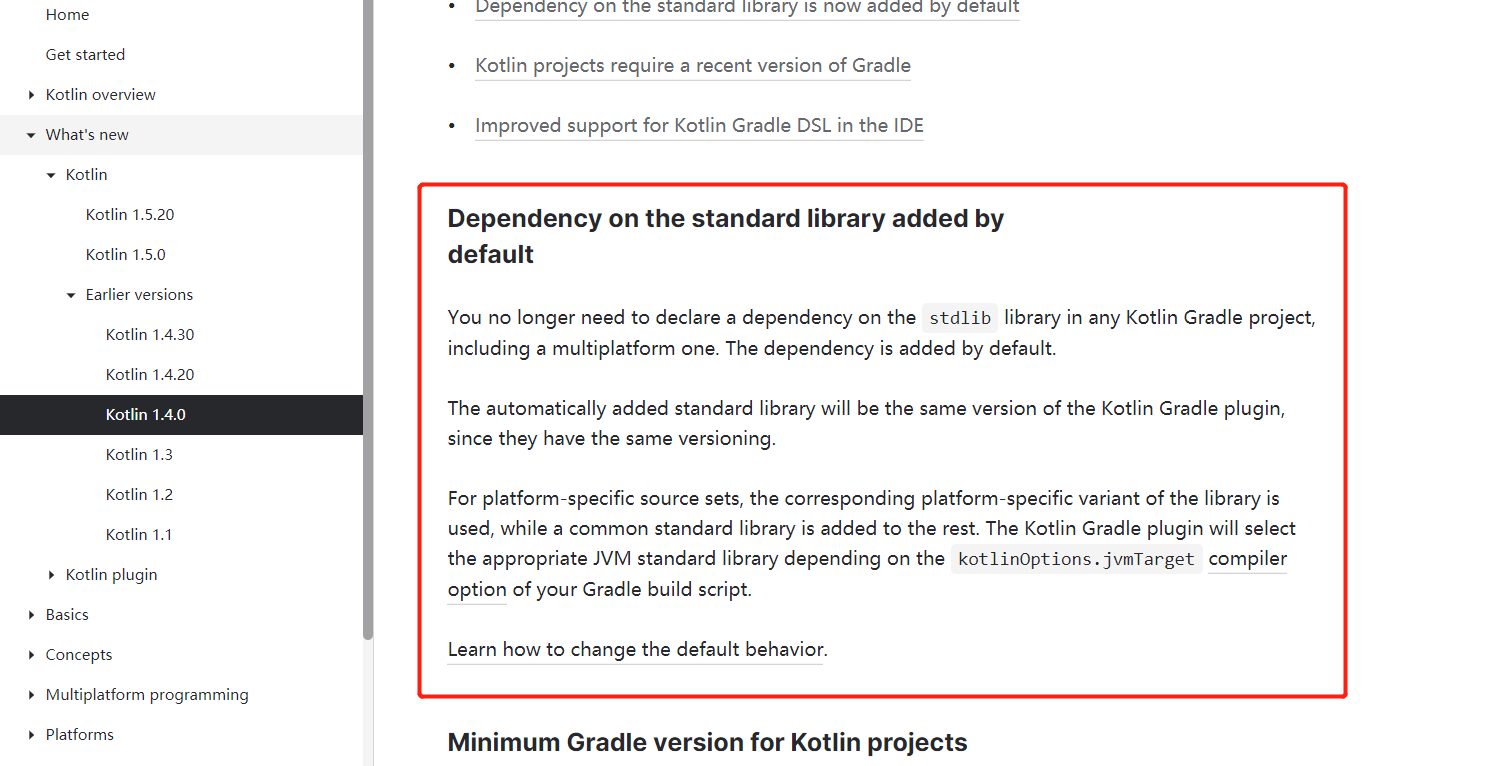 Home
Get started
Kotlin overview
What's new
Kotlin
Kotlin 1.5.20
Kotlin 1.5.0
Earlier versions
Kotlin 1.4.30
Kotlin 1.4.20
Kotlin 1.4.0
Kotlin 1.3
Kotlin 1.2
Kotlin 1.1
Kotlin plugin
Basics
Concepts
Multiplatform programming
Platforms
• Dependency on the standard library is now added by default
• Kotlin projects require a recent version of Gradle
• Improved support for Kotlin Gradle DSL in the IDE
Dependency on the standard library added by
default
You no longer need to declare a dependency on the stdlib library in any Kotlin Gradle project,
including a multiplatform one. The dependency is added by default.
The automatically added standard library will be the same version of the Kotlin Gradle plugin,
since they have the same versioning.
For platform-specific source sets, the corresponding platform-specific variant of the library is
used, while a common standard library is added to the rest. The Kotlin Gradle plugin will select
the appropriate JVM standard library depending on the kotlinOptions.jvmTarget compiler
option of your Gradle build script.
Learn how to change the default behavior.
Minimum Gradle version for Kotlin projects